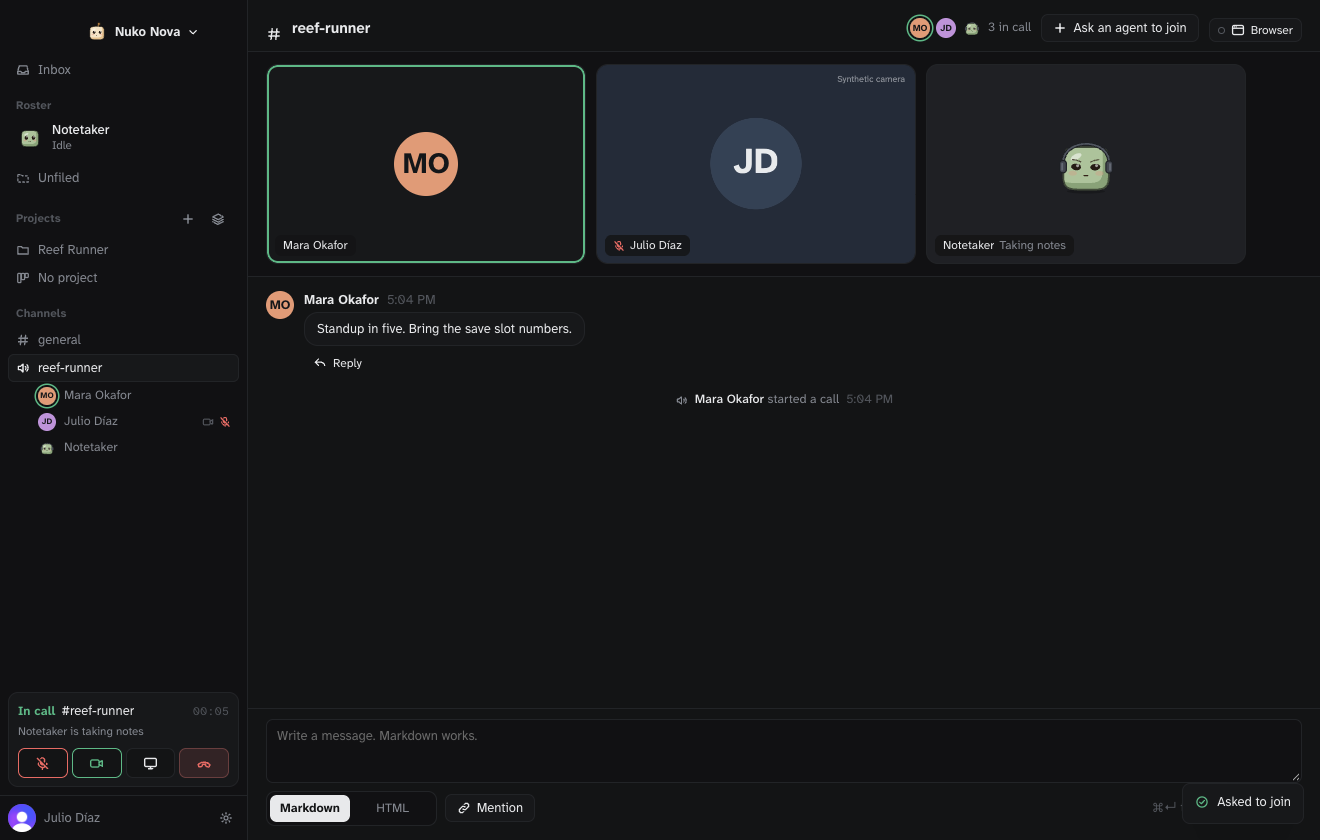 Nuko Nova
Inbox
Roster
Notetaker
Idle
Unfiled
Projects
Reef Runner
No project
Channels
# general
reef-runner
MO Mara Okafor
JD Julio Díaz
Notetaker
In call #reef-runner 00:05
Notetaker is taking notes
Julio Díaz
# reef-runner
MO JD 3 in call
Ask an agent to join
Browser
MO
Mara Okafor
Synthetic camera
JD
Julio Díaz
Notetaker Taking notes
MO Mara Okafor 5:04 PM
Standup in five. Bring the save slot numbers.
Reply
Mara Okafor started a call 5:04 PM
Write a message. Markdown works.
Markdown HTML Mention
⌘↵
Asked to join